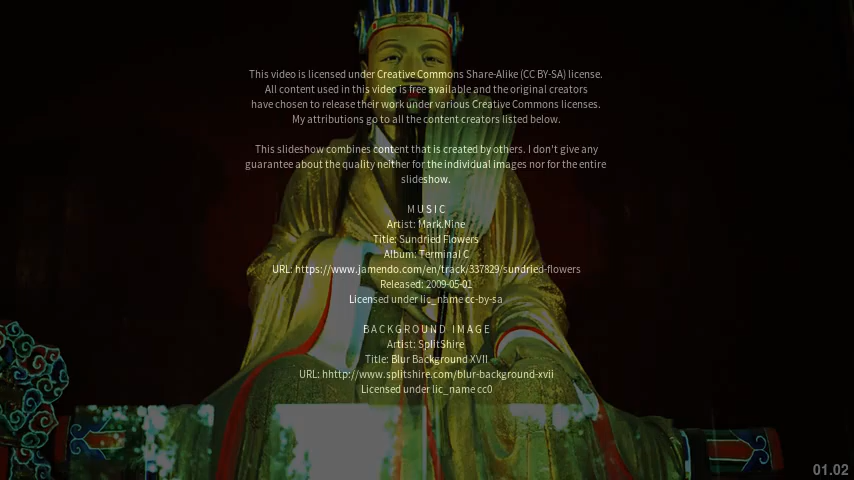 This video is licensed under Creative Commons Share-Alike (CC BY-SA) license.
All content used in this video is free available and the original creators
have chosen to release their work under various Creative Commons licenses.
My attributions go to all the content creators listed below.
This slideshow combines content that is created by others. I don't give any
guarantee about the quality neither for the individual images nor for the entire
slideshow.
MUSIC
Artist: Mark.Nine
Title: Sundried Flowers
Album: Terminal C
URL: https://www.jamendo.com/en/track/337829/sundried-flowers
Released: 2009-05-01
Licensed under lic_name cc-by-sa
BACKGROUND IMAGE
Artist: SplitShire
Title: Blur Background XVII
URL: hhttp://www.splitshire.com/blur-background-xvii
Licensed under lic_name cc0
01.02